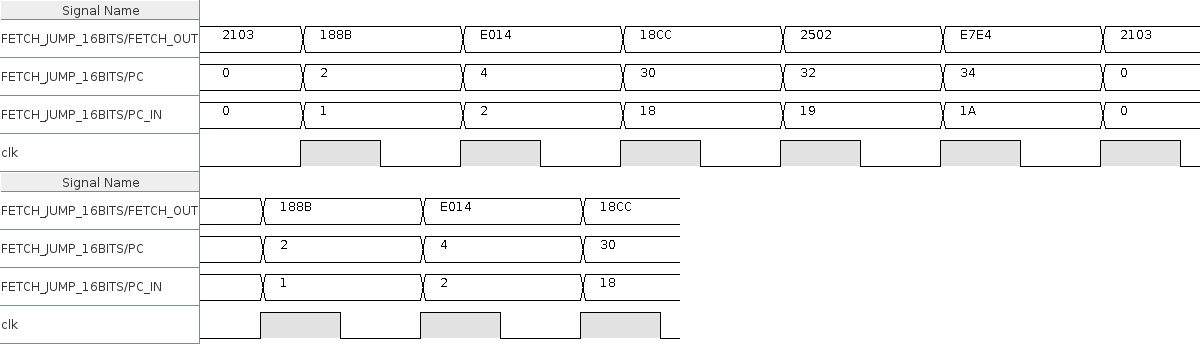 Signal Name
FETCH_JUMP_16BITS/FETCH_OUT 2103 188B E014 18CC 2502 E7E4 2103
FETCH_JUMP_16BITS/PC 0 2 4 30 32 34 0
FETCH_JUMP_16BITS/PC_IN 0 1 2 18 19 1A 0
clk
Signal Name
FETCH_JUMP_16BITS/FETCH_OUT 188B E014 18CC
FETCH_JUMP_16BITS/PC 2 4 30
FETCH_JUMP_16BITS/PC_IN 1 2 18
clk